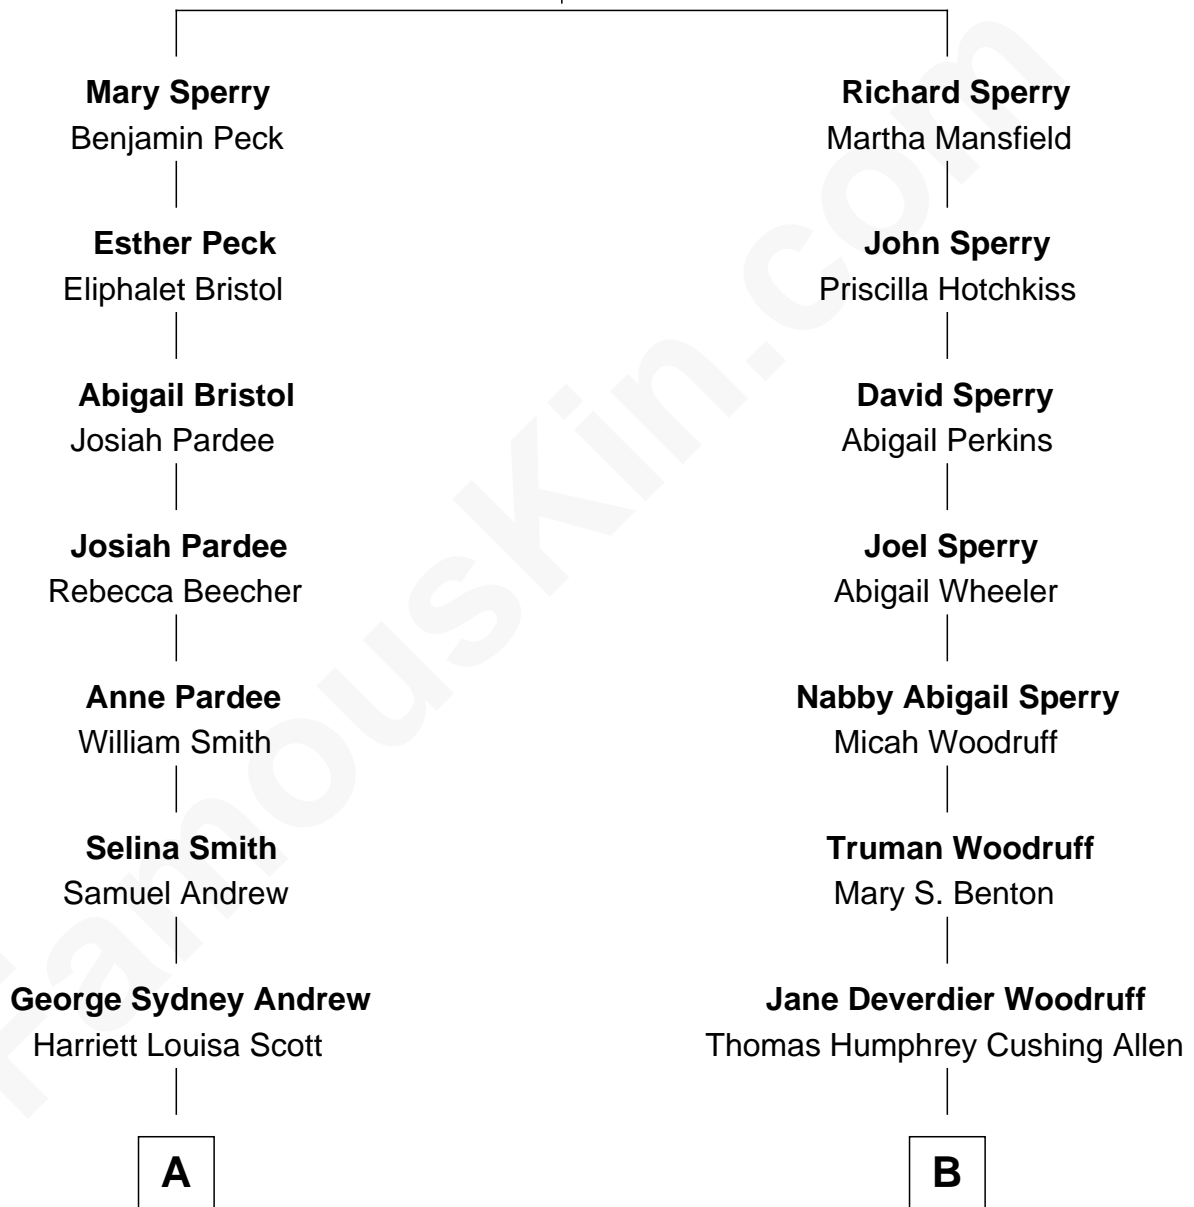 Mary Sperry
Benjamin Peck
Esther Peck
Eliphalet Bristol
Abigail Bristol
Josiah Pardee
Josiah Pardee
Rebecca Beecher
Anne Pardee
William Smith
Selina Smith
Samuel Andrew
George Sydney Andrew
Harriett Louisa Scott
A
Richard Sperry
Martha Mansfield
John Sperry
Priscilla Hotchkiss
David Sperry
Abigail Perkins
Joel Sperry
Abigail Wheeler
Nabby Abigail Sperry
Micah Woodruff
Truman Woodruff
Mary S. Benton
Jane Deverdier Woodruff
Thomas Humphrey Cushing Allen
B
FamousKin.com